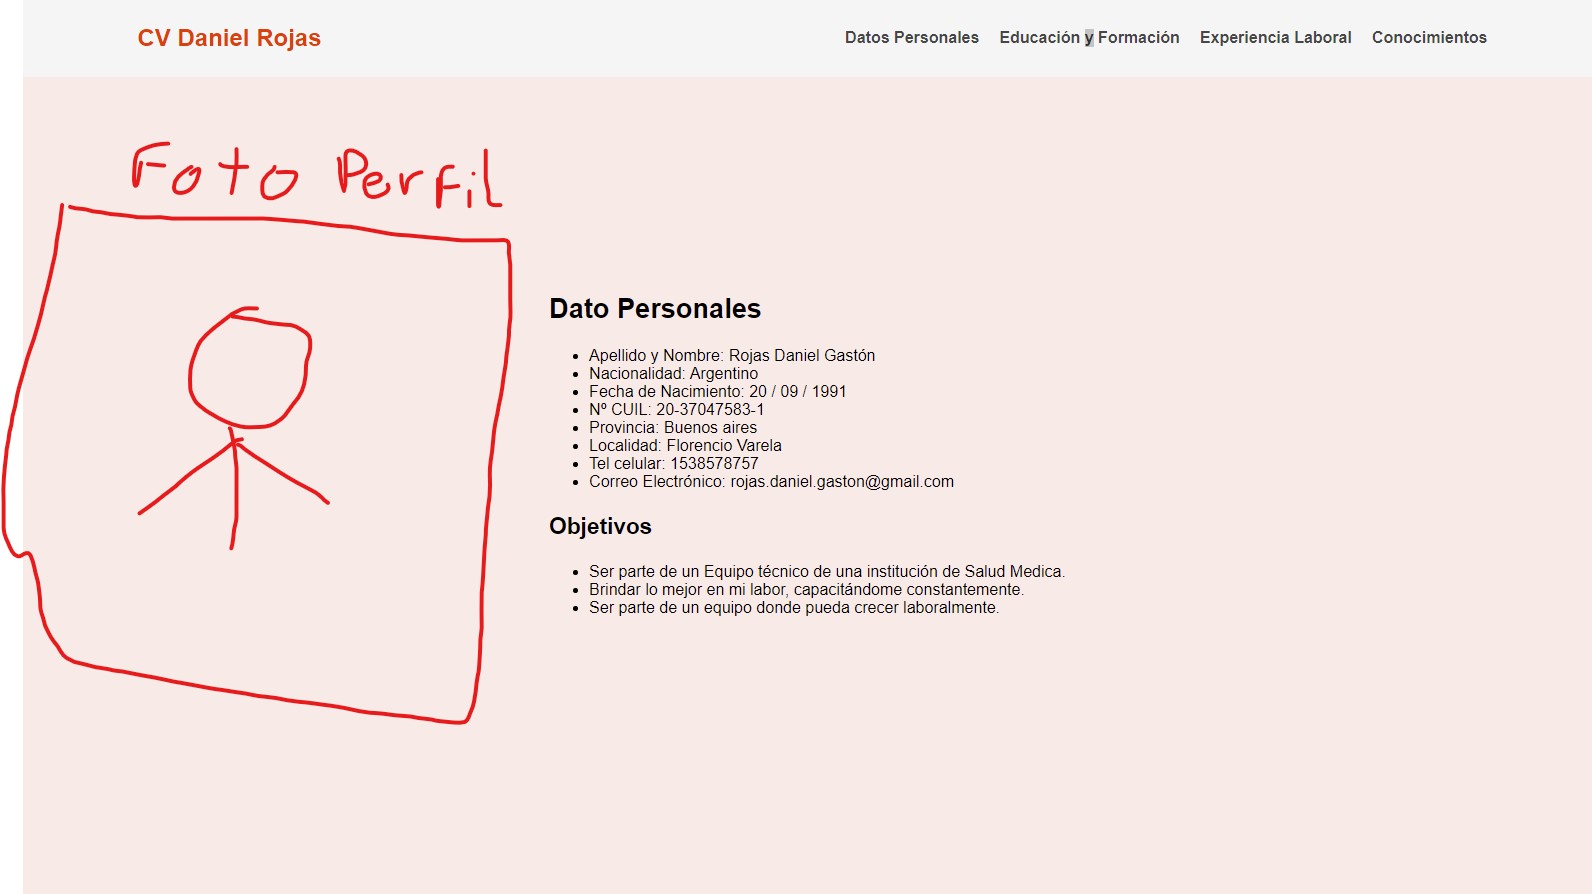 CV Daniel Rojas
Datos Personales Educación y Formación Experiencia Laboral Conocimientos
Foto Perfil
Dato Personales
Apellido y Nombre: Rojas Daniel Gastón
Nacionalidad: Argentino
Fecha de Nacimiento: 20 / 09 / 1991
Nº CUIL: 20-37047583-1
Provincia: Buenos aires
Localidad: Florencio Varela
Tel celular: 1538578757
Correo Electrónico: rojas.daniel.gaston@gmail.com
Objetivos
Ser parte de un Equipo técnico de una institución de Salud Medica.
Brindar lo mejor en mi labor, capacitándome constantemente.
Ser parte de un equipo donde pueda crecer laboralmente.